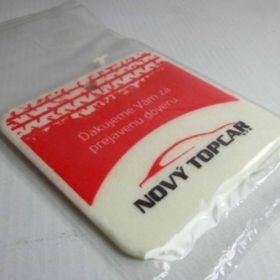 Ďakujeme Vám za
prejavenú dôveru
NOVÝ TOPCAR